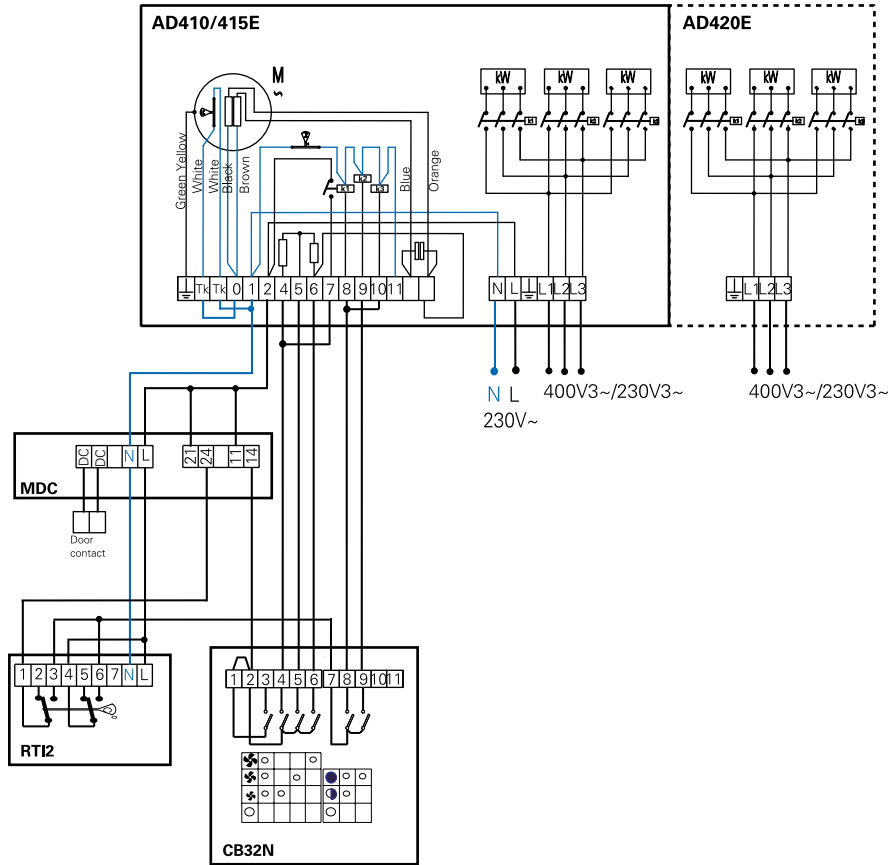 AD410/415E
AD420E
M
kW kW kW
kW kW kW
k1 k2 k3
k1 k2 k3
Green Yellow
White
White
Black
Brown
k1 k2 k3
Blue
Orange
Tk Tk 0 1 2 4 5 6 7 8 9 10 11
N L L1 L2 L3
L1 L2 L3
N L
230V~
400V3~/230V3~
400V3~/230V3~
DC DC N L
21 24 11 14
MDC
Door
contact
1 2 3 4 5 6 7 N L
RTI2
1 2 3 4 5 6 7 8 9 10 11
CB32N